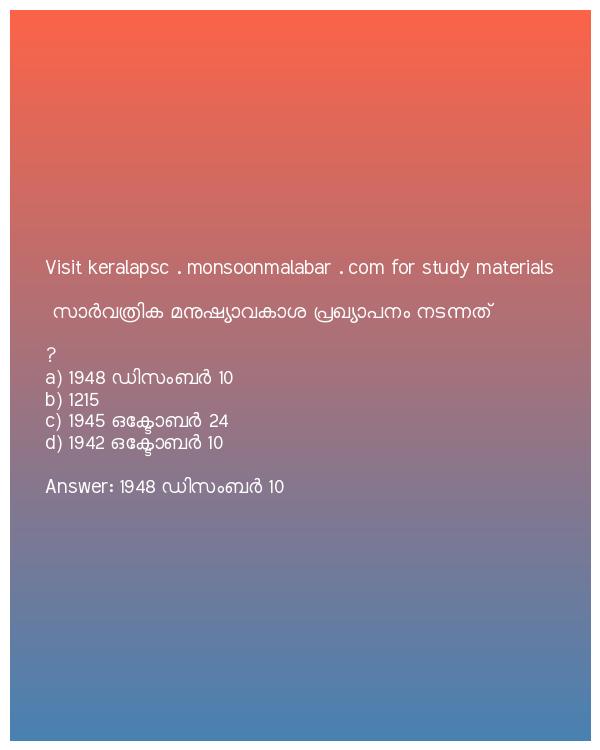 Visit keralapsc . monsoonmalabar . com for study materials
സാർവത്രിക മനുഷ്യാവകാശ പ്രഖ്യാപനം നടന്നത്
?
a) 1948 ഡിസംബർ 10
b) 1215
c) 1945 ഒക്ടോബർ 24
d) 1942 ഒക്ടോബർ 10
Answer: 1948 ഡിസംബർ 10